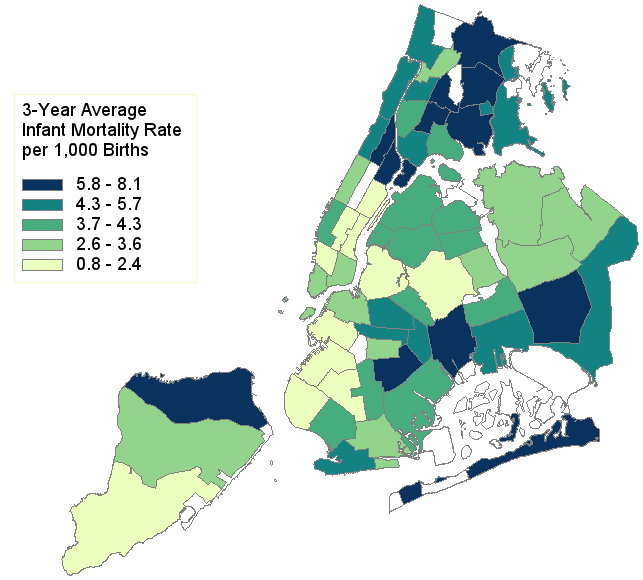 3-Year Average
Infant Mortality Rate
per 1,000 Births
5.8 - 8.1
4.3 - 5.7
3.7 - 4.3
2.6 - 3.6
0.8 - 2.4